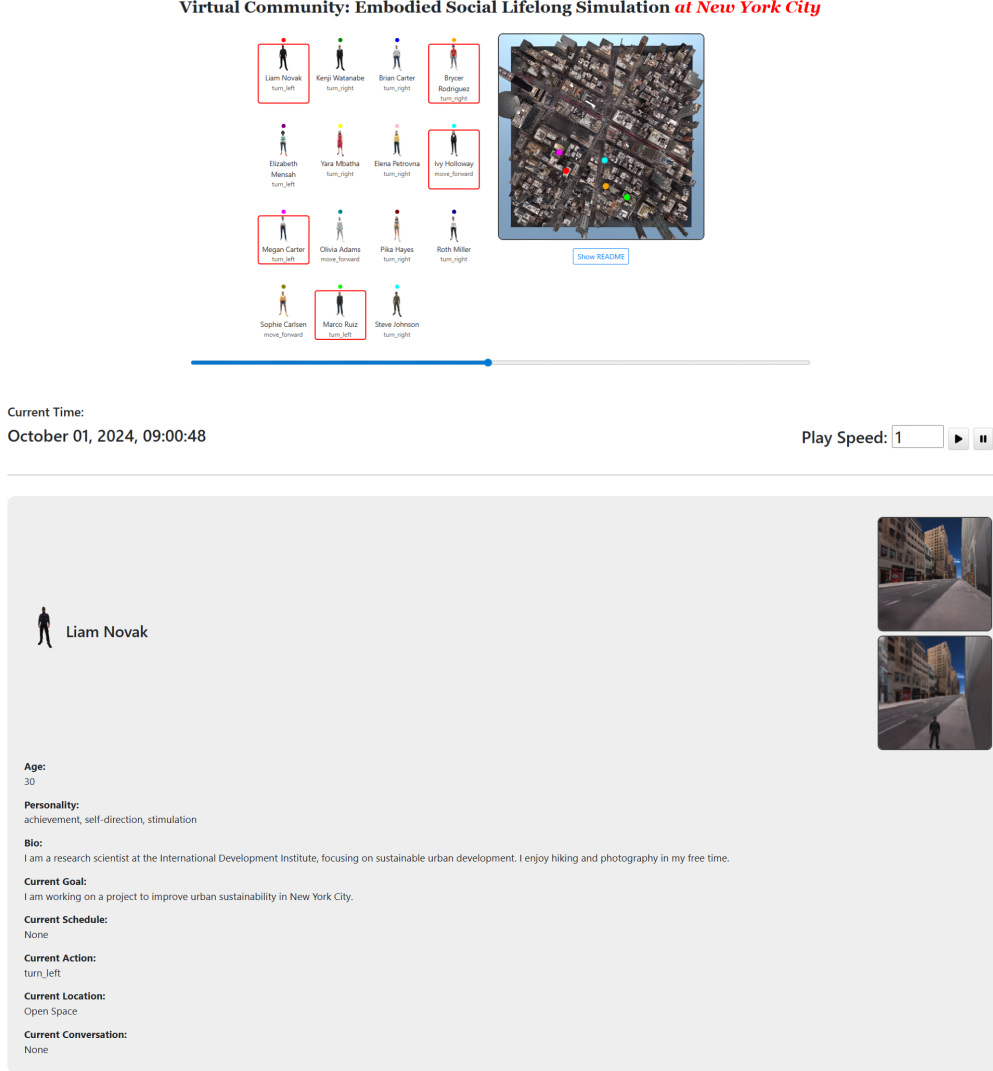 Virtual Community: Embodied Social Lifelong Simulation at New York City
Liam Novak
turn_left
Kenji Watanabe
turn_right
Brian Carter
turn_right
Brycer
Rodriguez
turn_right
Elizabeth
Mensah
turn_left
Yara Mbatha
turn_right
Elena Petrovna
turn_right
Ivy Holloway
move_forward
Megan Carter
turn_left
Olivia Adams
move_forward
Pika Hayes
turn_right
Roth Miller
turn_right
Sophie Carlsen
move_forward
Marco Ruiz
turn_left
Steve Johnson
turn_right
Show README
Current Time:
October 01, 2024, 09:00:48
Play Speed: 1
Liam Novak
Age:
30
Personality:
achievement, self-direction, stimulation
Bio:
I am a research scientist at the International Development Institute, focusing on sustainable urban development. I enjoy hiking and photography in my free time.
Current Goal:
I am working on a project to improve urban sustainability in New York City.
Current Schedule:
None
Current Action:
turn_left
Current Location:
Open Space
Current Conversation:
None